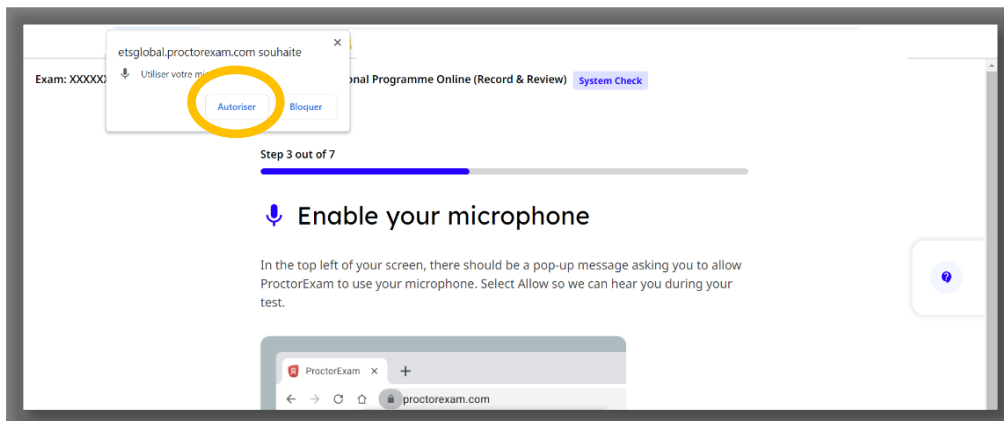 etsglobal.proctorexam.com souhaite
Utiliser votre
Autoriser
Bloquer
Exam: XXXXX
Programme Online (Record & Review)
System Check
Step 3 out of 7
Enable your microphone
In the top left of your screen, there should be a pop-up message asking you to allow
ProctorExam to use your microphone. Select Allow so we can hear you during your
test.
ProctorExam
proctorexam.com